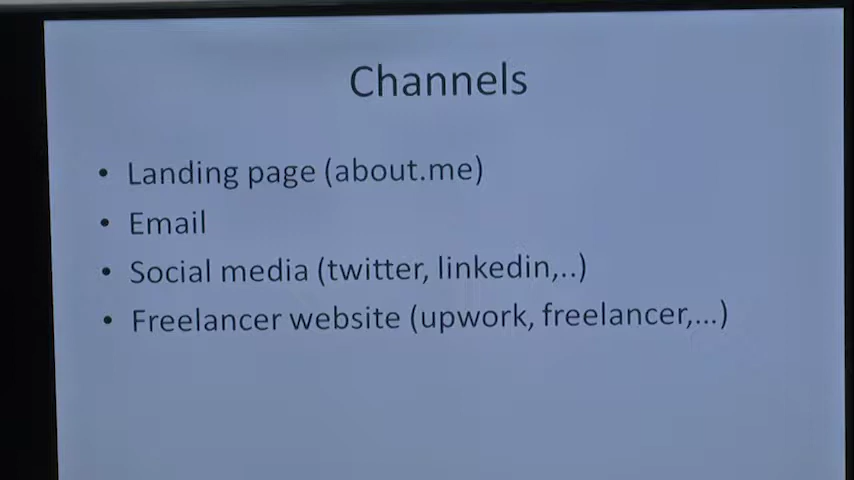 Channels
• Landing page (about.me)
• Email
• Social media (twitter, linkedin,..)
• Freelancer website (upwork, freelancer,...)